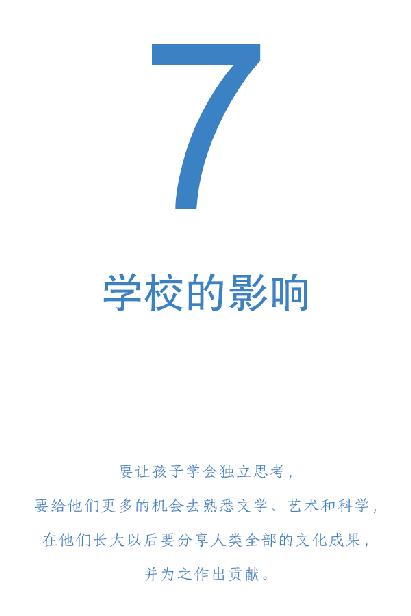 7
学校的影响
要让孩子学会独立思考，
要给他们更多的机会去熟悉文学、艺术和科学，
在他们长大以后要分享人类全部的文化成果，
并为之作出贡献。